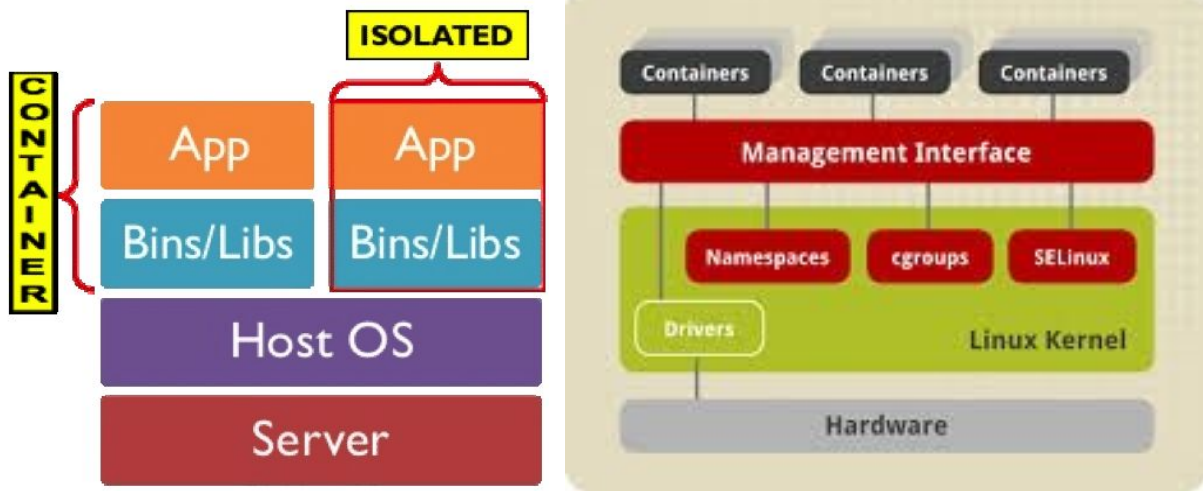 ISOLATED
CONTAINER
App
App
Bins/Libs
Bins/Libs
Host OS
Server
Containers
Containers
Containers
Management Interface
Namespaces
cgroups
SELinux
Drivers
Linux Kernel
Hardware